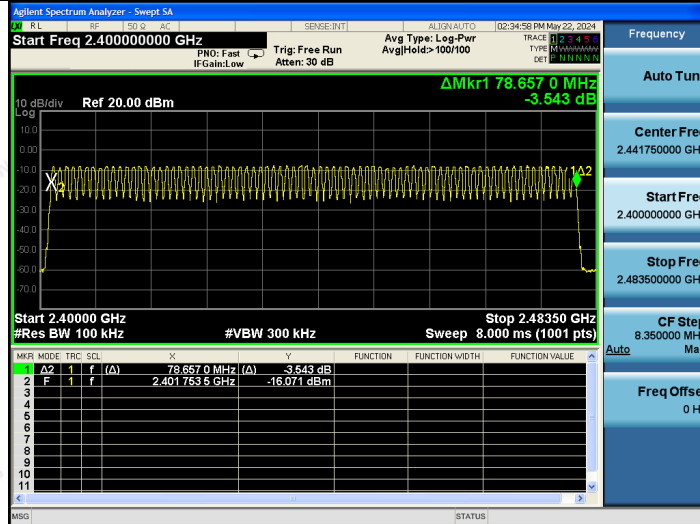 Agilent Spectrum Analyzer - Swept SA
LXI RL RF 50 Ω AC SENSE:INT ALIGN AUTO 02:34:58 PM May 22, 2024
Start Freq 2.400000000 GHz
PNO: Fast
IFGain:Low
Trig: Free Run
Atten: 30 dB
Avg Type: Log-Pwr
Avg|Hold:>100/100
TRACE 1 2 3 4 5 6
TYPE M
DET P N N N N N
ΔMkr1 78.657 0 MHz
-3.543 dB
10 dB/div Ref 20.00 dBm
Log
10.0
0.00
-10.0
-20.0
-30.0
-40.0
-50.0
-60.0
-70.0
2
1Δ2
Start 2.40000 GHz Stop 2.48350 GHz
#Res BW 100 kHz #VBW 300 kHz Sweep 8.000 ms (1001 pts)
MKR MODE TRC SCL X Y FUNCTION FUNCTION WIDTH FUNCTION VALUE
1 Δ2 1 f (Δ) 78.657 0 MHz (Δ) -3.543 dB
2 F 1 f 2.401 753 5 GHz -16.071 dBm
3
4
5
6
7
8
9
10
11
MSG STATUS
Frequency
Auto Tun
Center Fre
2.441750000 GH
Start Fre
2.400000000 GH
Stop Fre
2.483500000 GH
CF Ste
8.350000 MH
Auto Ma
Freq Offse
0 H